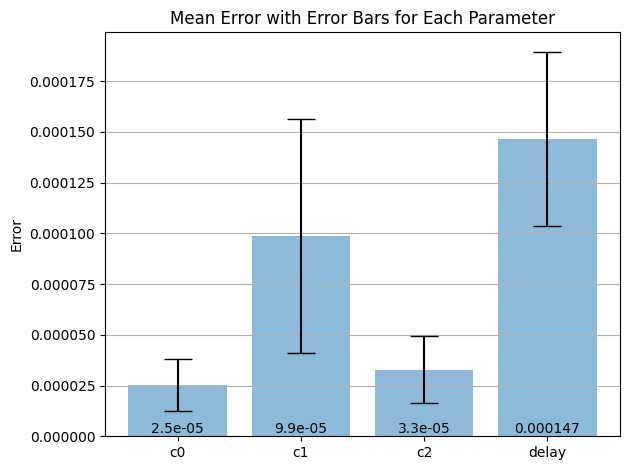 Mean Error with Error Bars for Each Parameter
0.000175
0.000150
0.000125
0.000100
0.000075
0.000050
0.000025
0.000000
Error
2.5e-05 9.9e-05 3.3e-05 0.000147
c0 c1 c2 delay